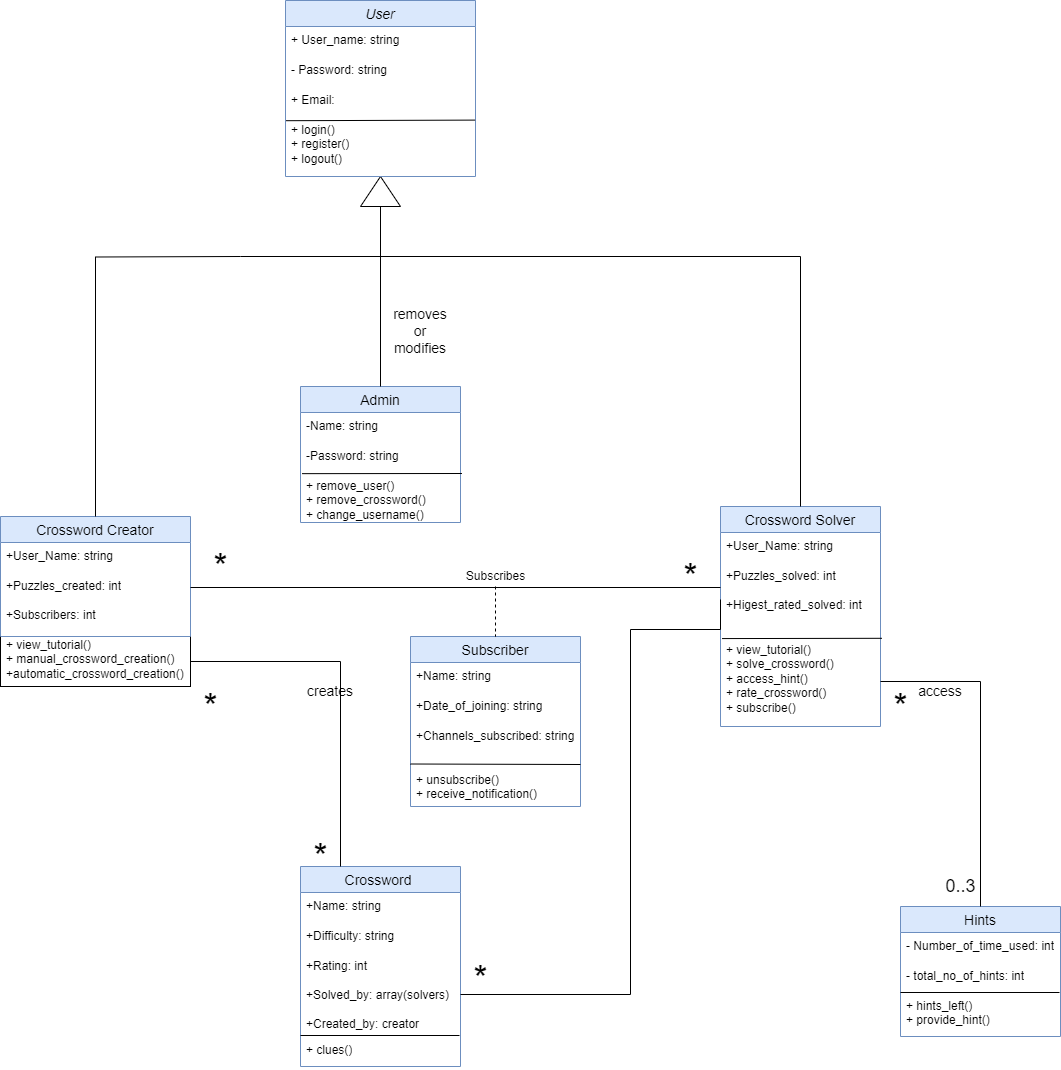 User
+ User_name: string
- Password: string
+ Email:
+ login()
+ register()
+ logout()
removes
or
modifies
Admin
-Name: string
-Password: string
+ remove_user()
+ remove_crossword()
+ change_username()
Crossword Creator
+User_Name: string
+Puzzles_created: int
+Subscribers: int
+ view_tutorial()
+ manual_crossword_creation()
+automatic_crossword_creation()
*
Subscribes
*
Crossword Solver
+User_Name: string
+Puzzles_solved: int
+Higest_rated_solved: int
+ view_tutorial()
+ solve_crossword()
+ access_hint()
+ rate_crossword()
+ subscribe()
Subscriber
+Name: string
+Date_of_joining: string
+Channels_subscribed: string
+ unsubscribe()
+ receive_notification()
*
creates
*
*
access
0..3
Crossword
+Name: string
+Difficulty: string
+Rating: int
+Solved_by: array(solvers)
+Created_by: creator
+ clues()
*
Hints
- Number_of_time_used: int
- total_no_of_hints: int
+ hints_left()
+ provide_hint()